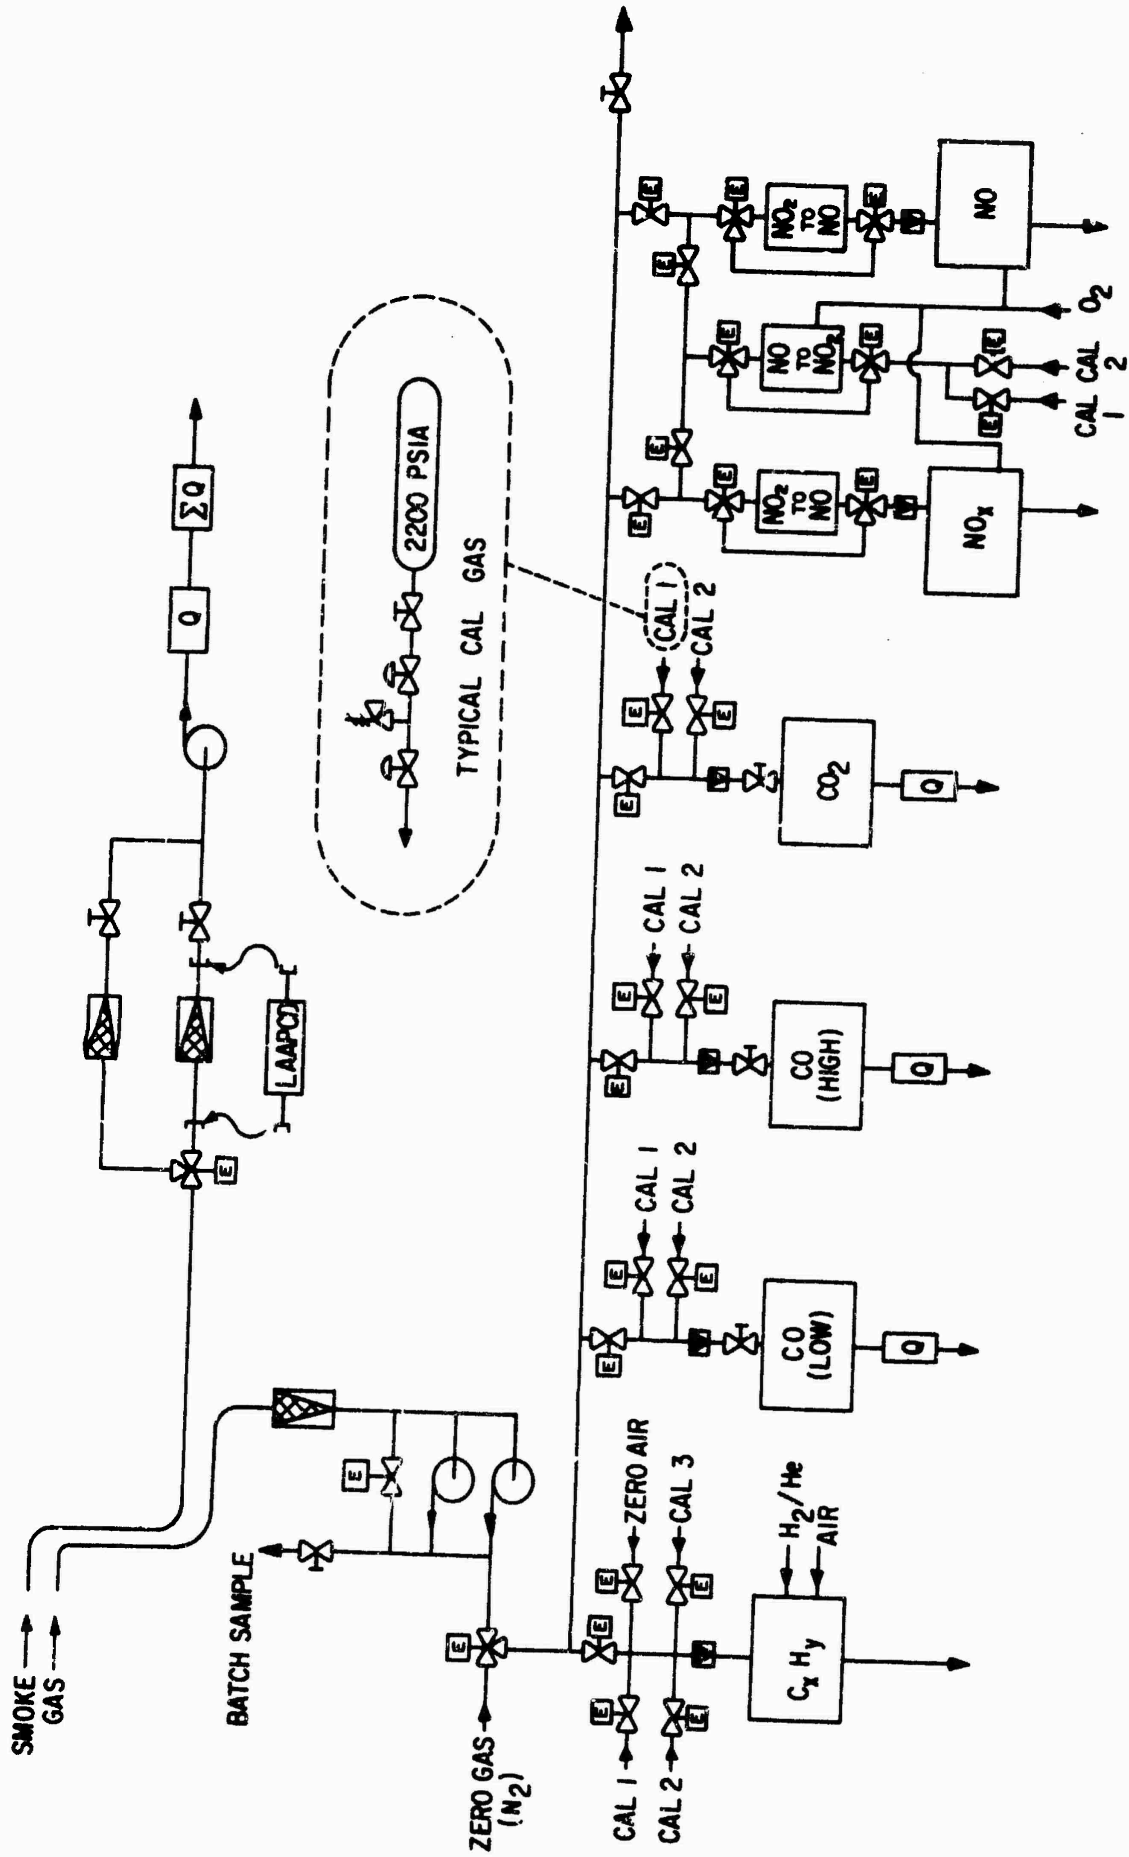 SMOKE
GAS
BATCH SAMPLE
ZERO GAS
(N2)
E
E
E
LAAPCD
Q
ΣQ
2200 PSIA
TYPICAL CAL GAS
CAL 1
CAL 2
ZERO AIR
CAL 3
E
E
E
E
E
CxHy
H2/He
AIR
E
E
E
CAL 1
CAL 2
CO
(LOW)
Q
E
E
E
CAL 1
CAL 2
CO
(HIGH)
Q
E
E
E
CAL 1
CAL 2
CO2
Q
E
E
E
E
E
E
E
E
E
E
NO2
TO
NO
NO
TO
NO2
NO2
TO
NO
NOx
NO
E
E
CAL
1
CAL
2
O2